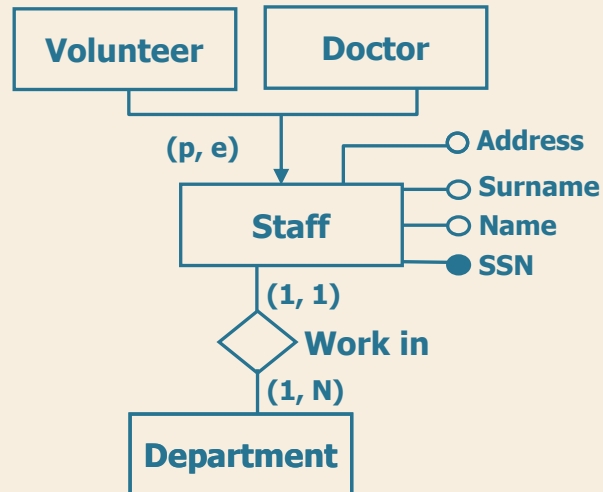 Volunteer
Doctor
(p, e)
Address
Surname
Staff
Name
SSN
(1, 1)
Work in
(1, N)
Department